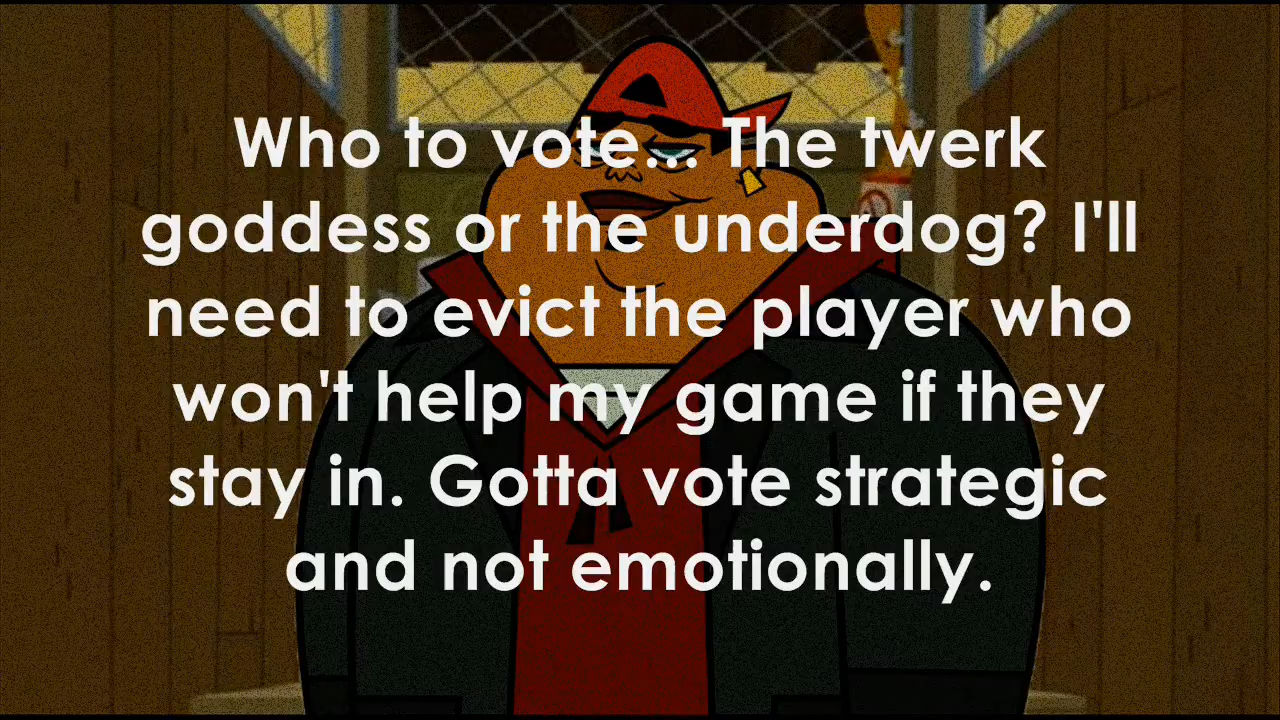 Who to vote... The twerk
goddess or the underdog? I'll
need to evict the player who
won't help my game if they
stay in. Gotta vote strategic
and not emotionally.